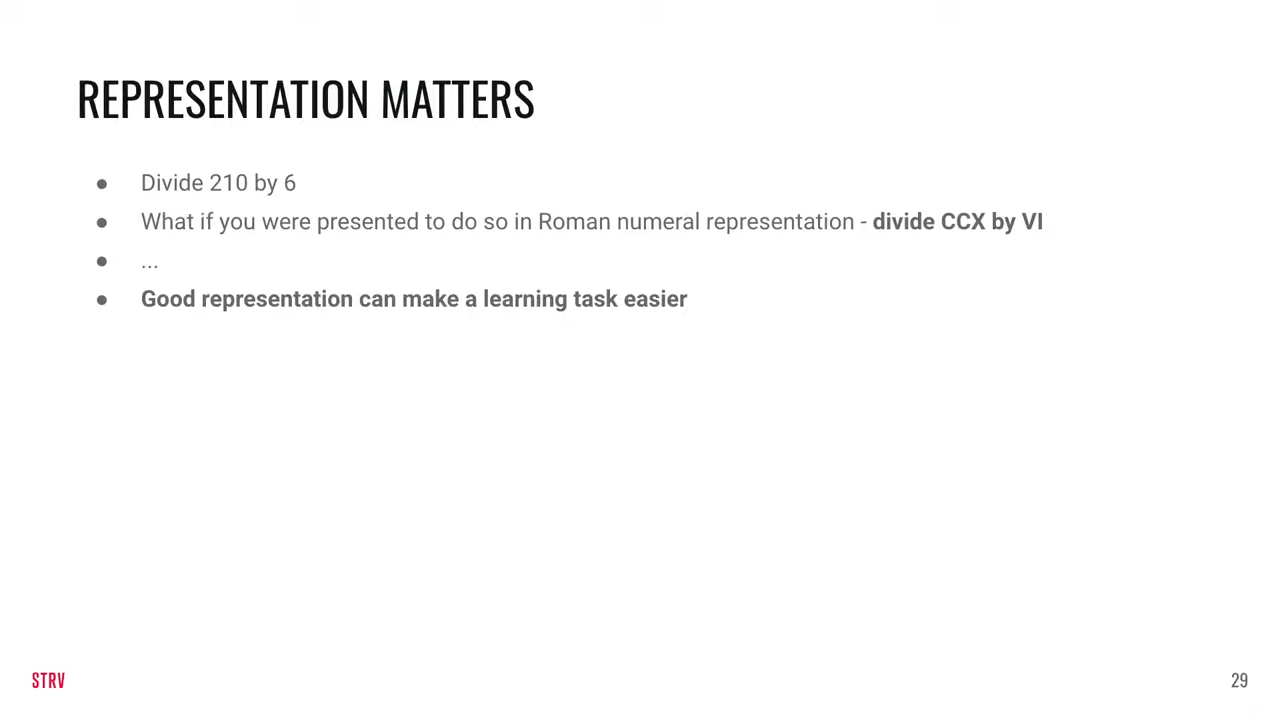 REPRESENTATION MATTERS
● Divide 210 by 6
● What if you were presented to do so in Roman numeral representation - divide CCX by VI
● ...
● Good representation can make a learning task easier
STRV
29